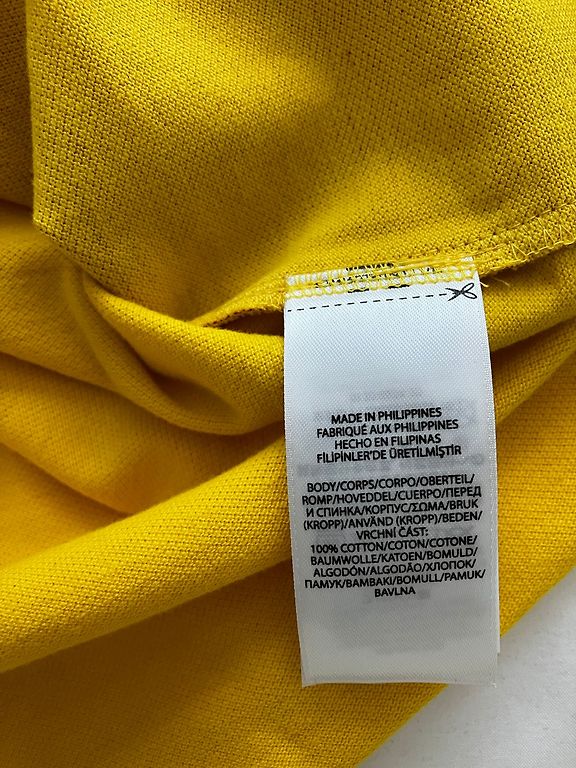 MADE IN PHILIPPINES
FABRIQUÉ AUX PHILIPPINES
HECHO EN FILIPINAS
FİLİPİNLER'DE ÜRETİLMİŞTİR
BODY/CORPS/CORPO/OBERTEIL/
ROMP/HOVEDDEL/CUERPO/ПЕРЕД
И СПИНКА/КОРПУС/ΣΩΜΑ/BRUK
(KROPP)/ANVÄND (KROPP)/BEDEN/
VRCHNÍ ČÁST:
100% COTTON/COTON/COTONE/
BAUMWOLLE/KATOEN/BOMULD/
ALGODÓN/ALGODÃO/ХЛОПОК/
ПАМУК/BAMBAKI/BOMULL/PAMUK/
BAVLNA